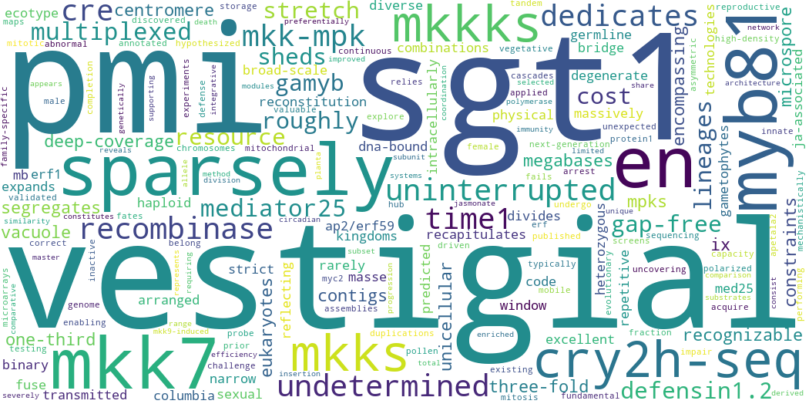 ecotype
centromere
cre
stretch
mkkks
diverse
dedicates
maps
discovered
death
storage
preferentially
mitotic
abnormal
annotated
hypothesized
multiplexed
mkk-mpk
combinations
germline
bridge
high-density
reproductive
network
architecture
appears
male
genetically
supporting
continuous
improved
sheds
gamyb
vegetative
asymmetric
technologies
microspore
completion
experiments
defense
integrative
broad-scale
modules
selected
degenerate
encompassing
family-specific
reconstitution
valuable
relies
cascades
share
cost
pmi
sgt1
en
myb81
roughly
explore
applied
polymerase
physical
massively
deep-coverage
resource
dna-bound
female
immunity
unexpected
innate
ja-associated
chromosomes
mitochondrial
coordination
next-generation
protein1
mb
erf1
reveals
allele
planta
subunit
systems
fails
limited
arrest
intracellularly
lineages
gametophytes
expands
validated
method
division
sparsely
uninterrupted
megabases
mechanistically
segregates
constitutes
fates
hub
jasmonate
erf
undergo
unique
mpks
similarity
haploid
mediator25
circadian
time1
divides
published
gap-free
vacuole
recombinase
ap2/erf59
kingdoms
recapitulates
heterozygous
evolutionary
screens
sequencing
apetala2
performing
master
belong
strict
rarely
masse
driven
ix
capacity
polarized
constraints
inactive
correct
subset
myc2
typically
code
mobile
comparison
med25
acquire
consist
vestigial
microarrays
comparative
arranged
eukaryotes
contigs
reflecting
predicted
progression
unicellular
window
repetitive
uncovering
substrates
genome
represents
requiring
assemblies
enriched
recognizable
one-third
enabling
range
mkk9-induced
duplications
excellent
testing
probe
prior
narrow
insertion
pollen
total
mkk7
mkks
cry2h-seq
binary
efficiency
challenge
fuse
sexual
undetermined
existing
three-fold
fraction
impair
tandem
severely
transmitted
columbia
mitosis
fundamental
defensin1.2
derived